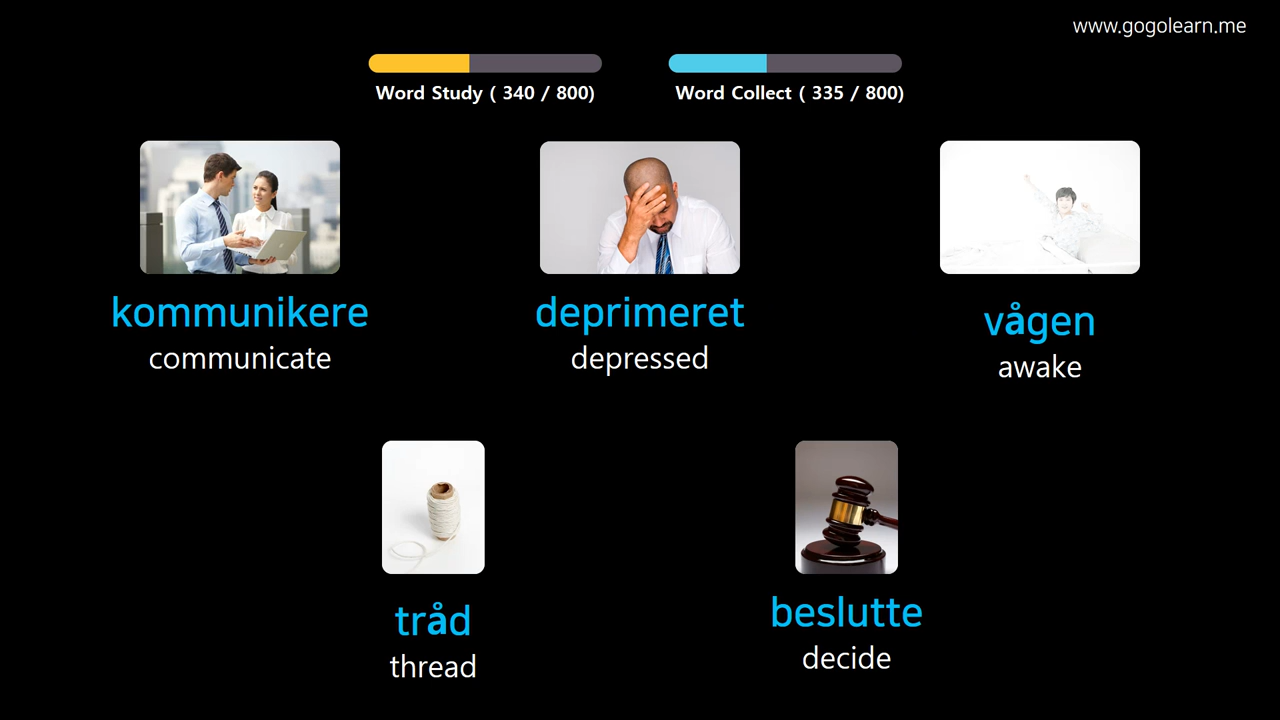 www.gogolearn.me
Word Study ( 340 / 800)
Word Collect ( 335 / 800)
kommunikere
communicate
deprimeret
depressed
vågen
awake
tråd
thread
beslutte
decide